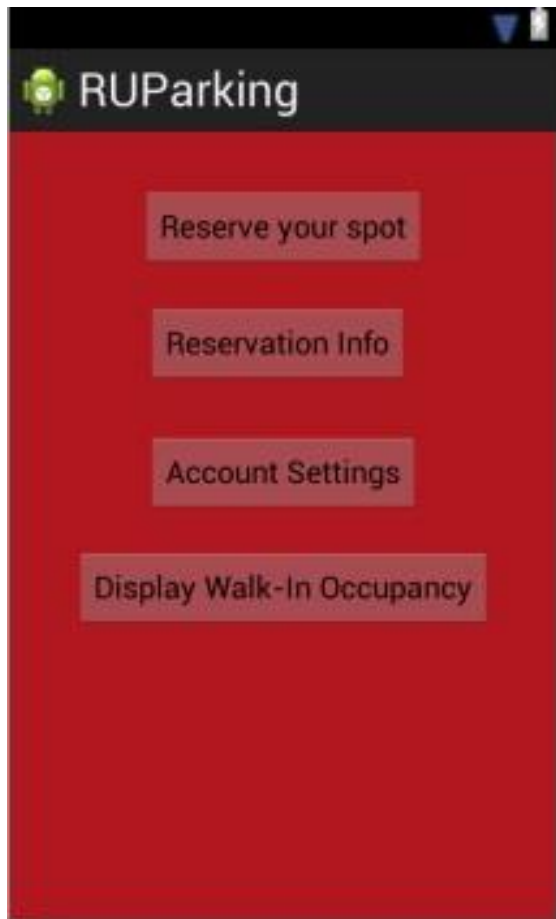 RUParking
Reserve your spot
Reservation Info
Account Settings
Display Walk-In Occupancy